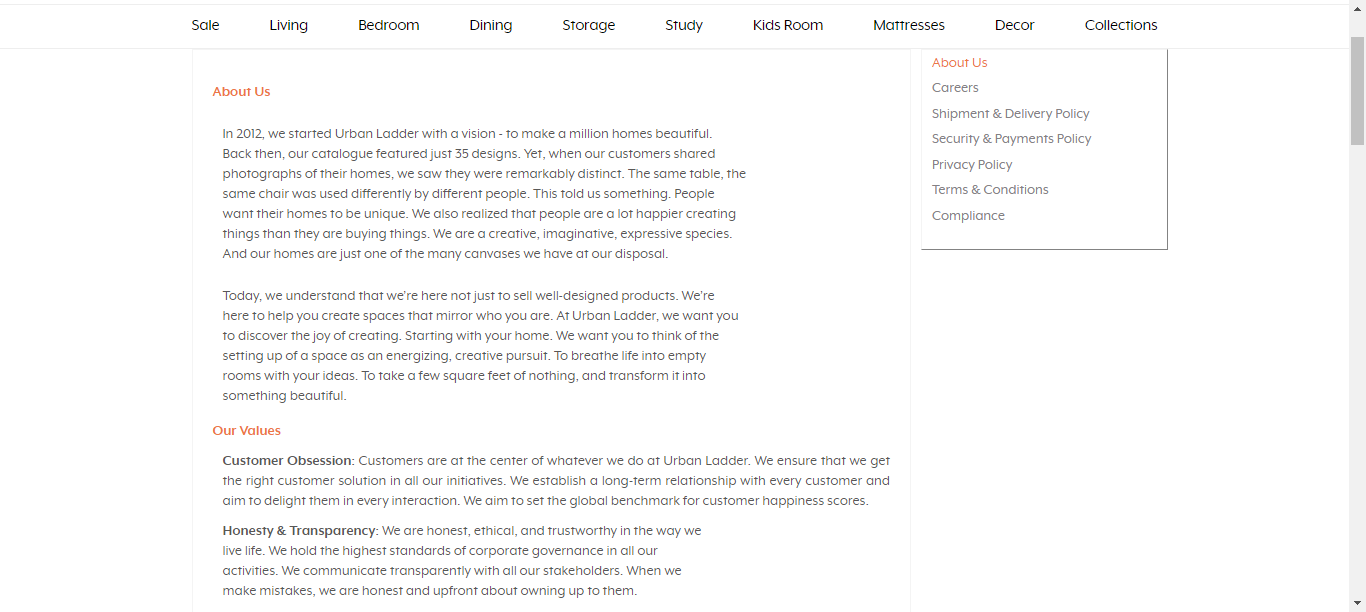 Sale Living Bedroom Dining Storage Study Kids Room Mattresses Decor Collections
About Us
In 2012, we started Urban Ladder with a vision - to make a million homes beautiful.
Back then, our catalogue featured just 35 designs. Yet, when our customers shared
photographs of their homes, we saw they were remarkably distinct. The same table, the
same chair was used differently by different people. This told us something. People
want their homes to be unique. We also realized that people are a lot happier creating
things than they are buying things. We are a creative, imaginative, expressive species.
And our homes are just one of the many canvases we have at our disposal.
Today, we understand that we're here not just to sell well-designed products. We're
here to help you create spaces that mirror who you are. At Urban Ladder, we want you
to discover the joy of creating. Starting with your home. We want you to think of the
setting up of a space as an energizing, creative pursuit. To breathe life into empty
rooms with your ideas. To take a few square feet of nothing, and transform it into
something beautiful.
Our Values
Customer Obsession: Customers are at the center of whatever we do at Urban Ladder. We ensure that we get
the right customer solution in all our initiatives. We establish a long-term relationship with every customer and
aim to delight them in every interaction. We aim to set the global benchmark for customer happiness scores.
Honesty & Transparency: We are honest, ethical, and trustworthy in the way we
live life. We hold the highest standards of corporate governance in all our
activities. We communicate transparently with all our stakeholders. When we
make mistakes, we are honest and upfront about owning up to them.
About Us
Careers
Shipment & Delivery Policy
Security & Payments Policy
Privacy Policy
Terms & Conditions
Compliance